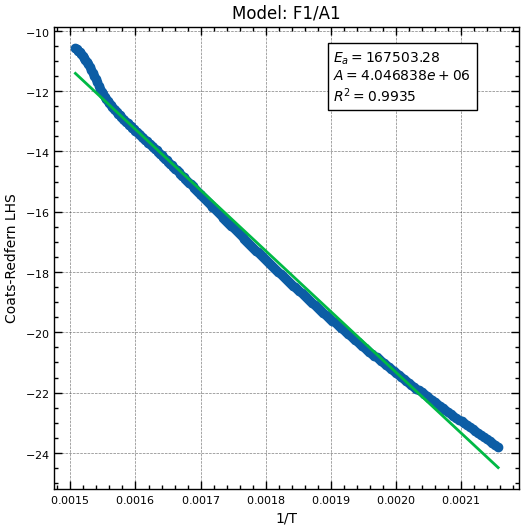 Model: F1/A1
E_a = 167503.28
A = 4.046838e + 06
R^2 = 0.9935
Coats-Redfern LHS
−10
−12
−14
−16
−18
−20
−22
−24
0.0015 0.0016 0.0017 0.0018 0.0019 0.0020 0.0021
1/T